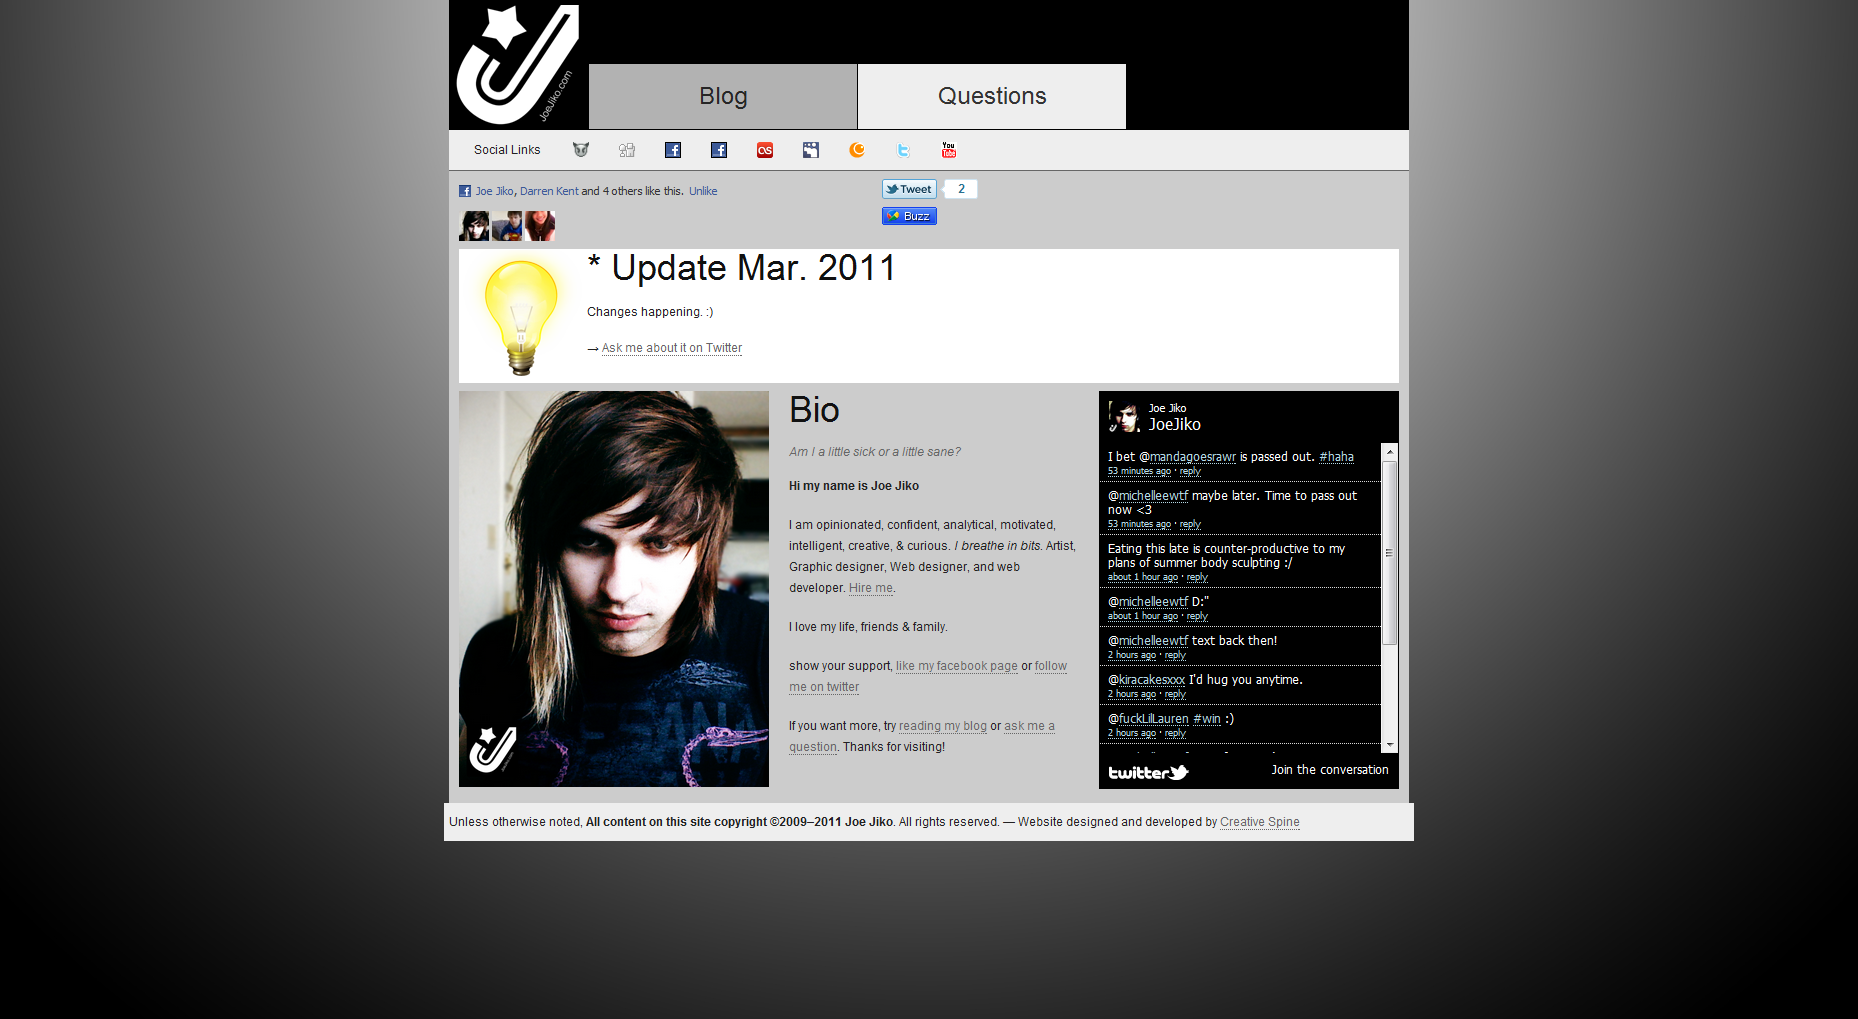 JoeJiko.com
Blog
Questions
Social Links
You
Tube
Joe Jiko, Darren Kent and 4 others like this. Unlike
Tweet
2
Buzz
* Update Mar. 2011
Changes happening. :)
→ Ask me about it on Twitter
Bio
Am I a little sick or a little sane?
Hi my name is Joe Jiko
I am opinionated, confident, analytical, motivated,
intelligent, creative, & curious. I breathe in bits. Artist,
Graphic designer, Web designer, and web
developer. Hire me.
I love my life, friends & family.
show your support, like my facebook page or follow
me on twitter
If you want more, try reading my blog or ask me a
question. Thanks for visiting!
Joe Jiko
JoeJiko
I bet @mandagoesrawr is passed out. #haha
53 minutes ago · reply
@michelleewtf maybe later. Time to pass out
now <3
53 minutes ago · reply
Eating this late is counter-productive to my
plans of summer body sculpting :/
about 1 hour ago · reply
@michelleewtf D:"
about 1 hour ago · reply
@michelleewtf text back then!
2 hours ago · reply
@kiracakesxxx I'd hug you anytime.
2 hours ago · reply
@fuckLilLauren #win :)
2 hours ago · reply
twitter
Join the conversation
Unless otherwise noted, All content on this site copyright ©2009–2011 Joe Jiko. All rights reserved. — Website designed and developed by Creative Spine